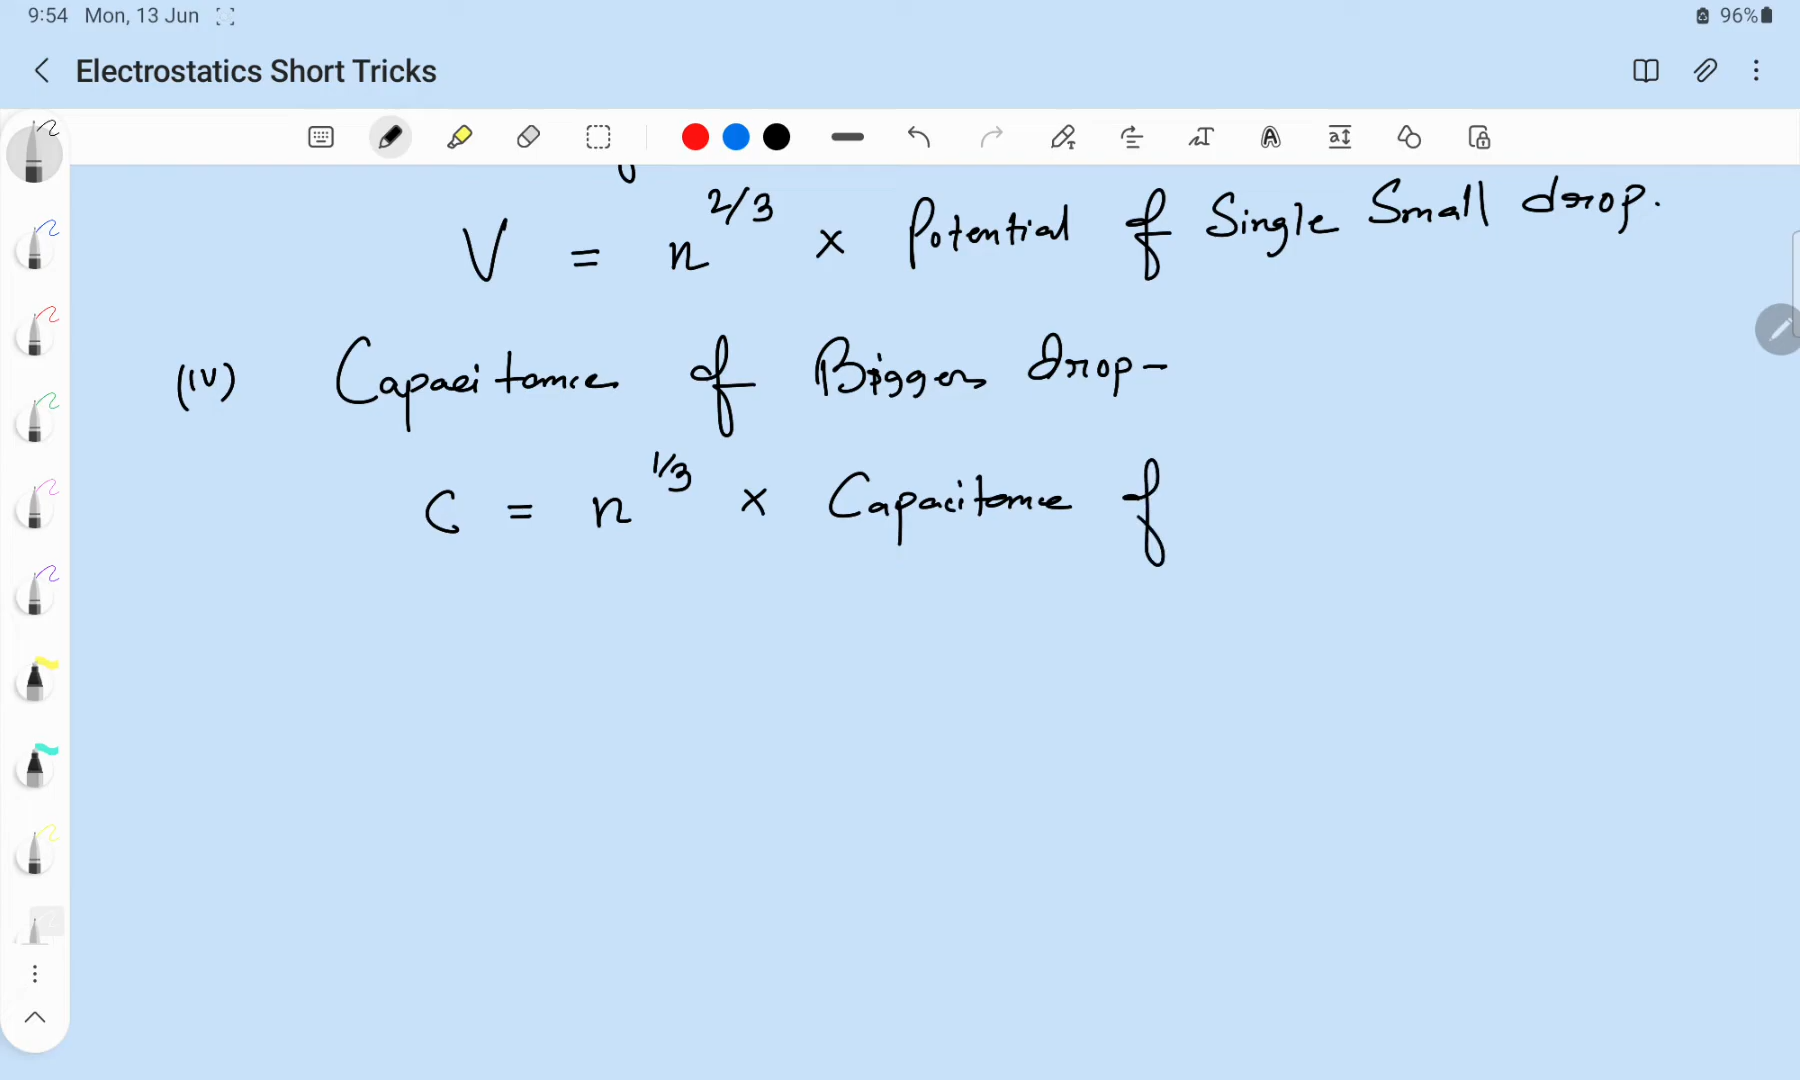 9:54 Mon, 13 Jun 96%
Electrostatics Short Tricks
V = n^2/3 × Potential of Single Small drop.
(IV) Capacitance of Bigger drop-
C = n^1/3 × Capacitance of